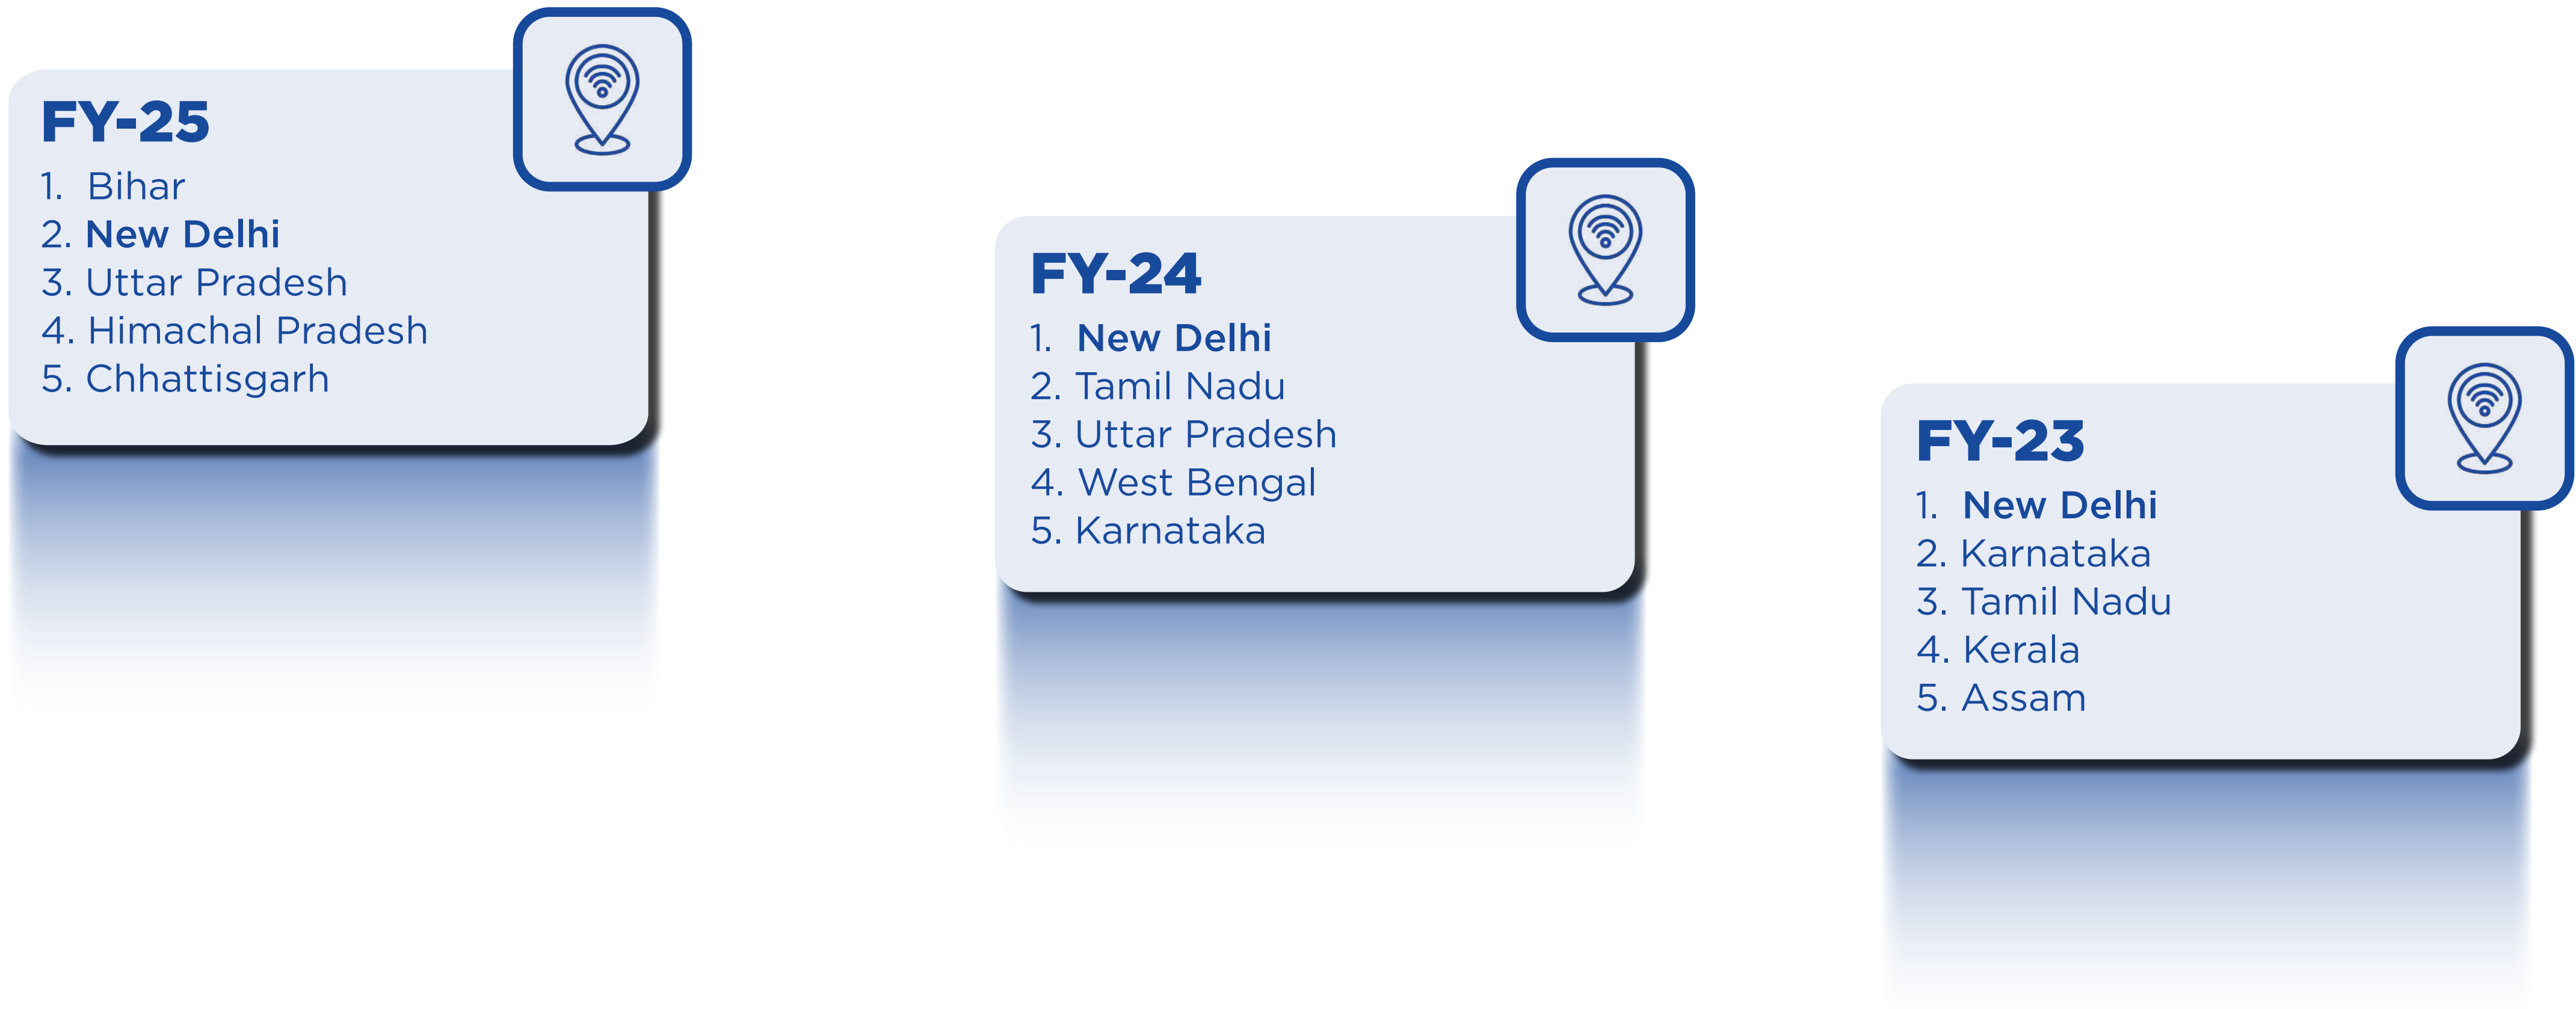 FY-25
1. Bihar
2. New Delhi
3. Uttar Pradesh
4. Himachal Pradesh
5. Chhattisgarh
FY-24
1. New Delhi
2. Tamil Nadu
3. Uttar Pradesh
4. West Bengal
5. Karnataka
FY-23
1. New Delhi
2. Karnataka
3. Tamil Nadu
4. Kerala
5. Assam